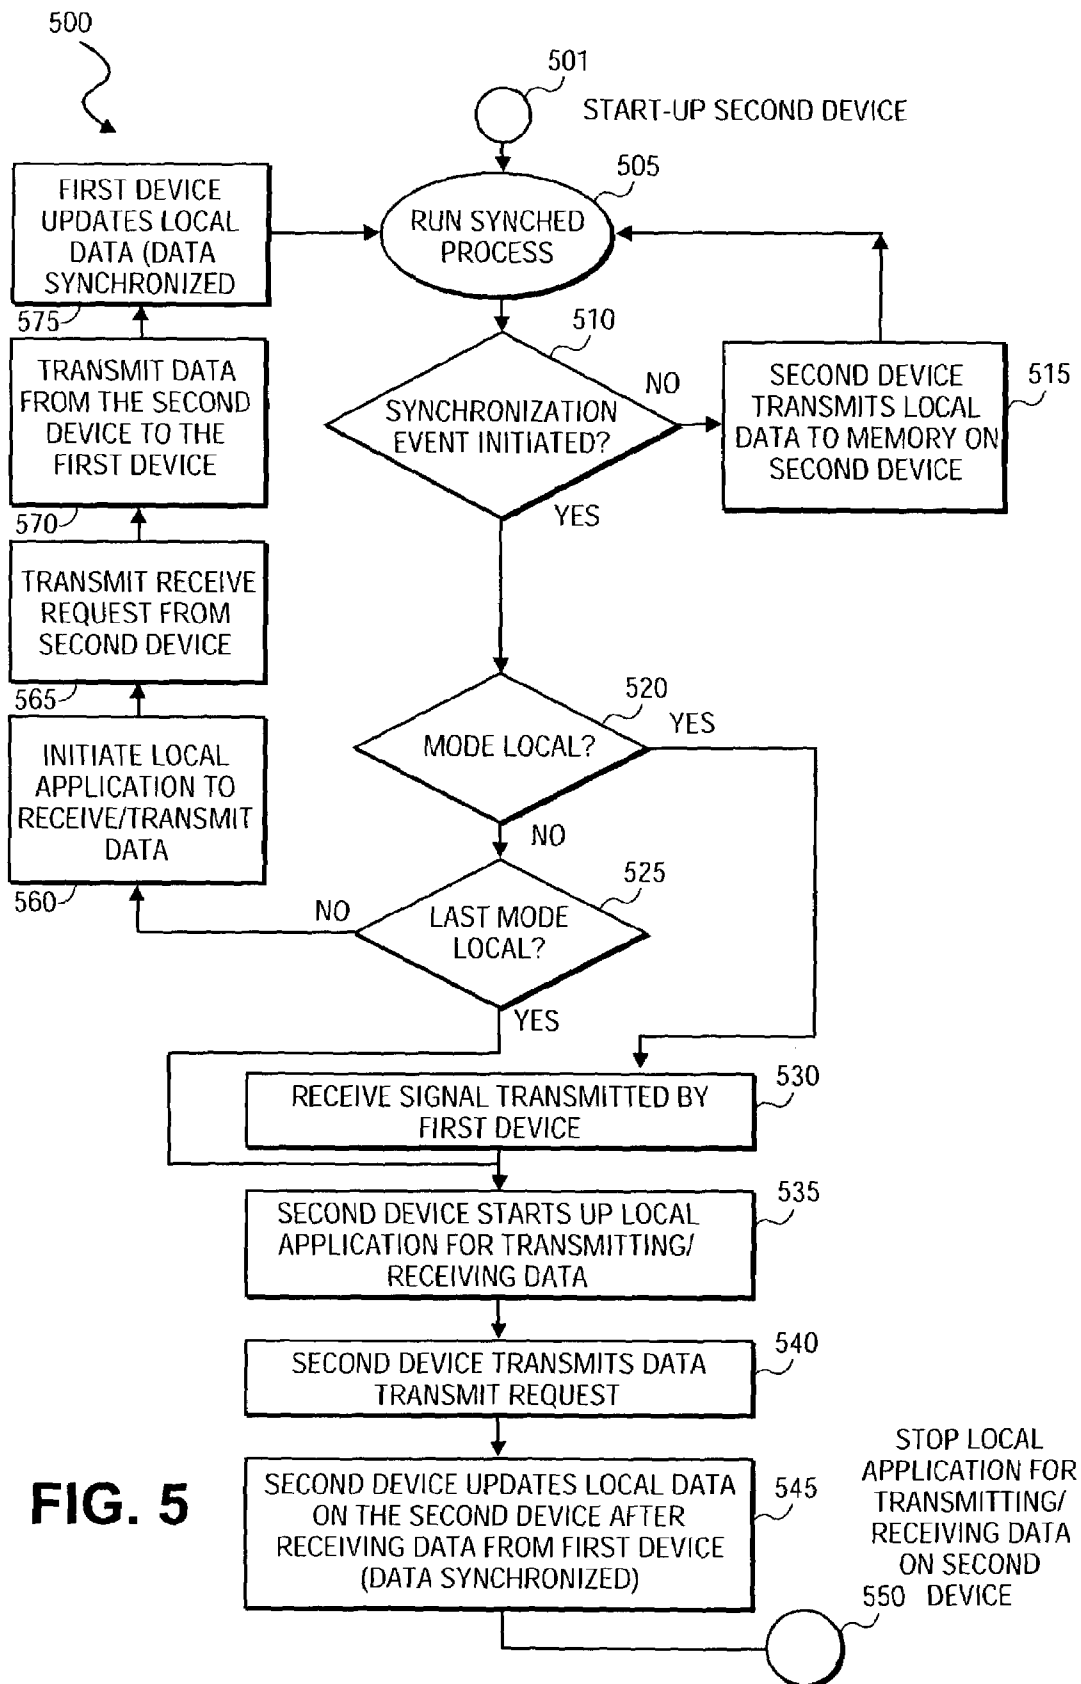 500
501
START-UP SECOND DEVICE
505
RUN SYNCHED
PROCESS
FIRST DEVICE
UPDATES LOCAL
DATA (DATA
SYNCHRONIZED
575
510
SYNCHRONIZATION
EVENT INITIATED?
NO
YES
SECOND DEVICE
TRANSMITS LOCAL
DATA TO MEMORY ON
SECOND DEVICE
515
TRANSMIT DATA
FROM THE SECOND
DEVICE TO THE
FIRST DEVICE
570
TRANSMIT RECEIVE
REQUEST FROM
SECOND DEVICE
565
520
MODE LOCAL?
YES
NO
INITIATE LOCAL
APPLICATION TO
RECEIVE/TRANSMIT
DATA
560
525
LAST MODE
LOCAL?
NO
YES
530
RECEIVE SIGNAL TRANSMITTED BY
FIRST DEVICE
535
SECOND DEVICE STARTS UP LOCAL
APPLICATION FOR TRANSMITTING/
RECEIVING DATA
540
SECOND DEVICE TRANSMITS DATA
TRANSMIT REQUEST
545
SECOND DEVICE UPDATES LOCAL DATA
ON THE SECOND DEVICE AFTER
RECEIVING DATA FROM FIRST DEVICE
(DATA SYNCHRONIZED)
STOP LOCAL
APPLICATION FOR
TRANSMITTING/
RECEIVING DATA
ON SECOND
DEVICE
550
FIG. 5